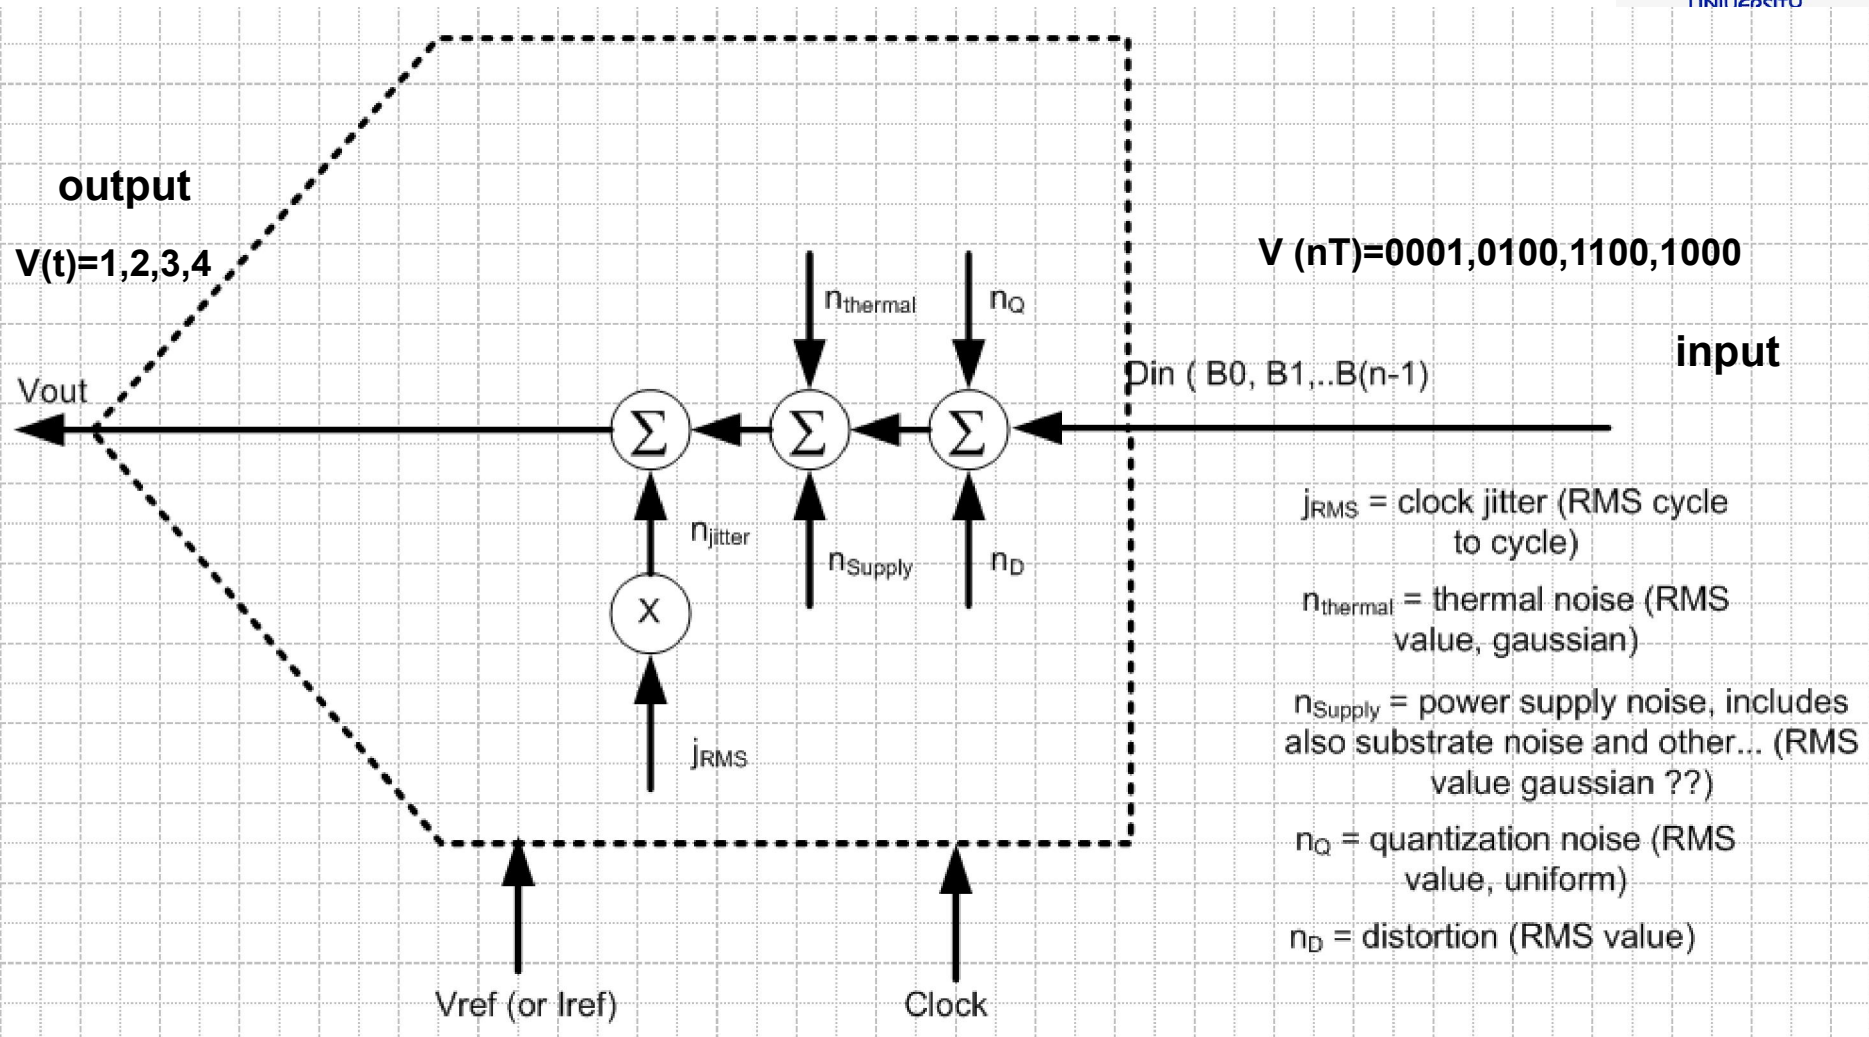 UNIVERSITY
output
V(t)=1,2,3,4
V (nT)=0001,0100,1100,1000
input
nthermal
nQ
Din ( B0, B1,..B(n-1)
Vout
Σ
Σ
Σ
njitter
nSupply
nD
X
jRMS
jRMS = clock jitter (RMS cycle
to cycle)
nthermal = thermal noise (RMS
value, gaussian)
nSupply = power supply noise, includes
also substrate noise and other... (RMS
value gaussian ??)
nQ = quantization noise (RMS
value, uniform)
nD = distortion (RMS value)
Vref (or Iref)
Clock